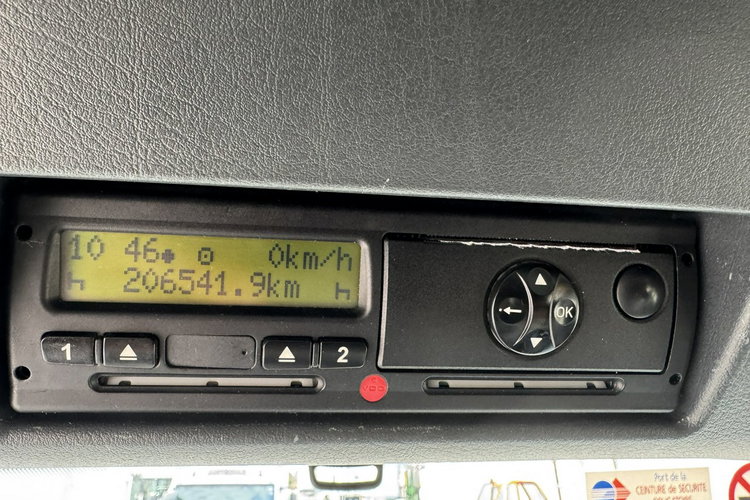 10 46 0km/h
206541.9km
1
2
OK
VDO
Port de la
CEINTURE de SÉCURITÉ